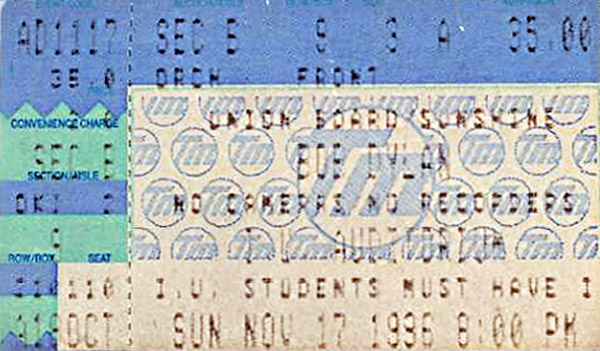 AD1117 SEC E 9 3 A 35.00
35.0 ORCH FRONT
CONVENIENCE CHARGE UNION BOARD/SUNSHINE
SEC E BOB DYLAN
SECTION/AISLE
NO CAMERAS NO RECORDERS
I U AUDITORIUM
ROW/BOX SEAT
110 I.U. STUDENTS MUST HAVE I
OCT SUN NOV 17 1996 8:00 PM